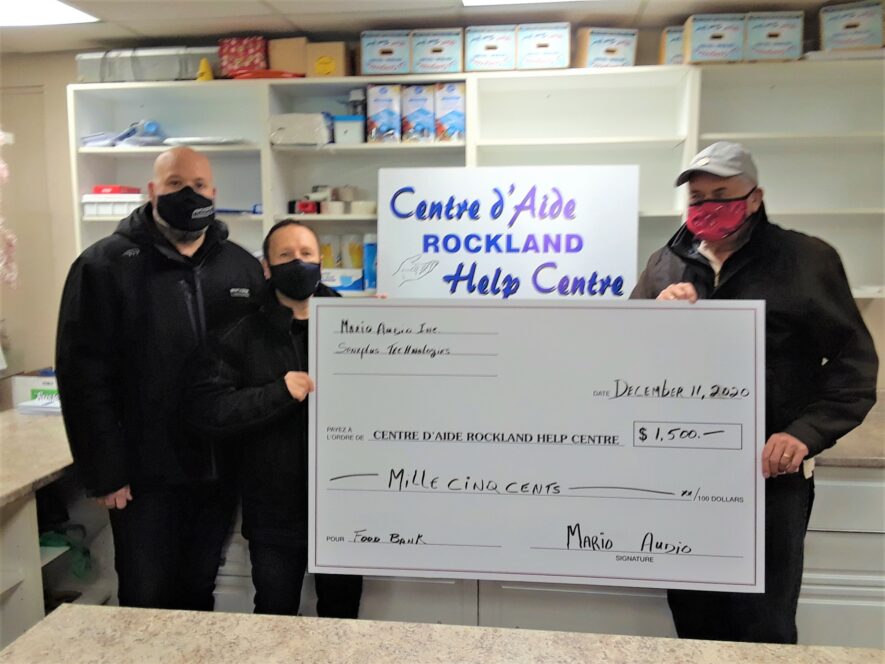 Centre d'Aide
ROCKLAND
Help Centre
Mario Audio Inc
Sonxplus Technologies
DATE December 11, 2020
PAYEZ À
L'ORDRE DE CENTRE D'AIDE ROCKLAND HELP CENTRE $ 1,500.—
— Mille cinq cents — xx/100 DOLLARS
POUR Food Bank
Mario Audio
SIGNATURE